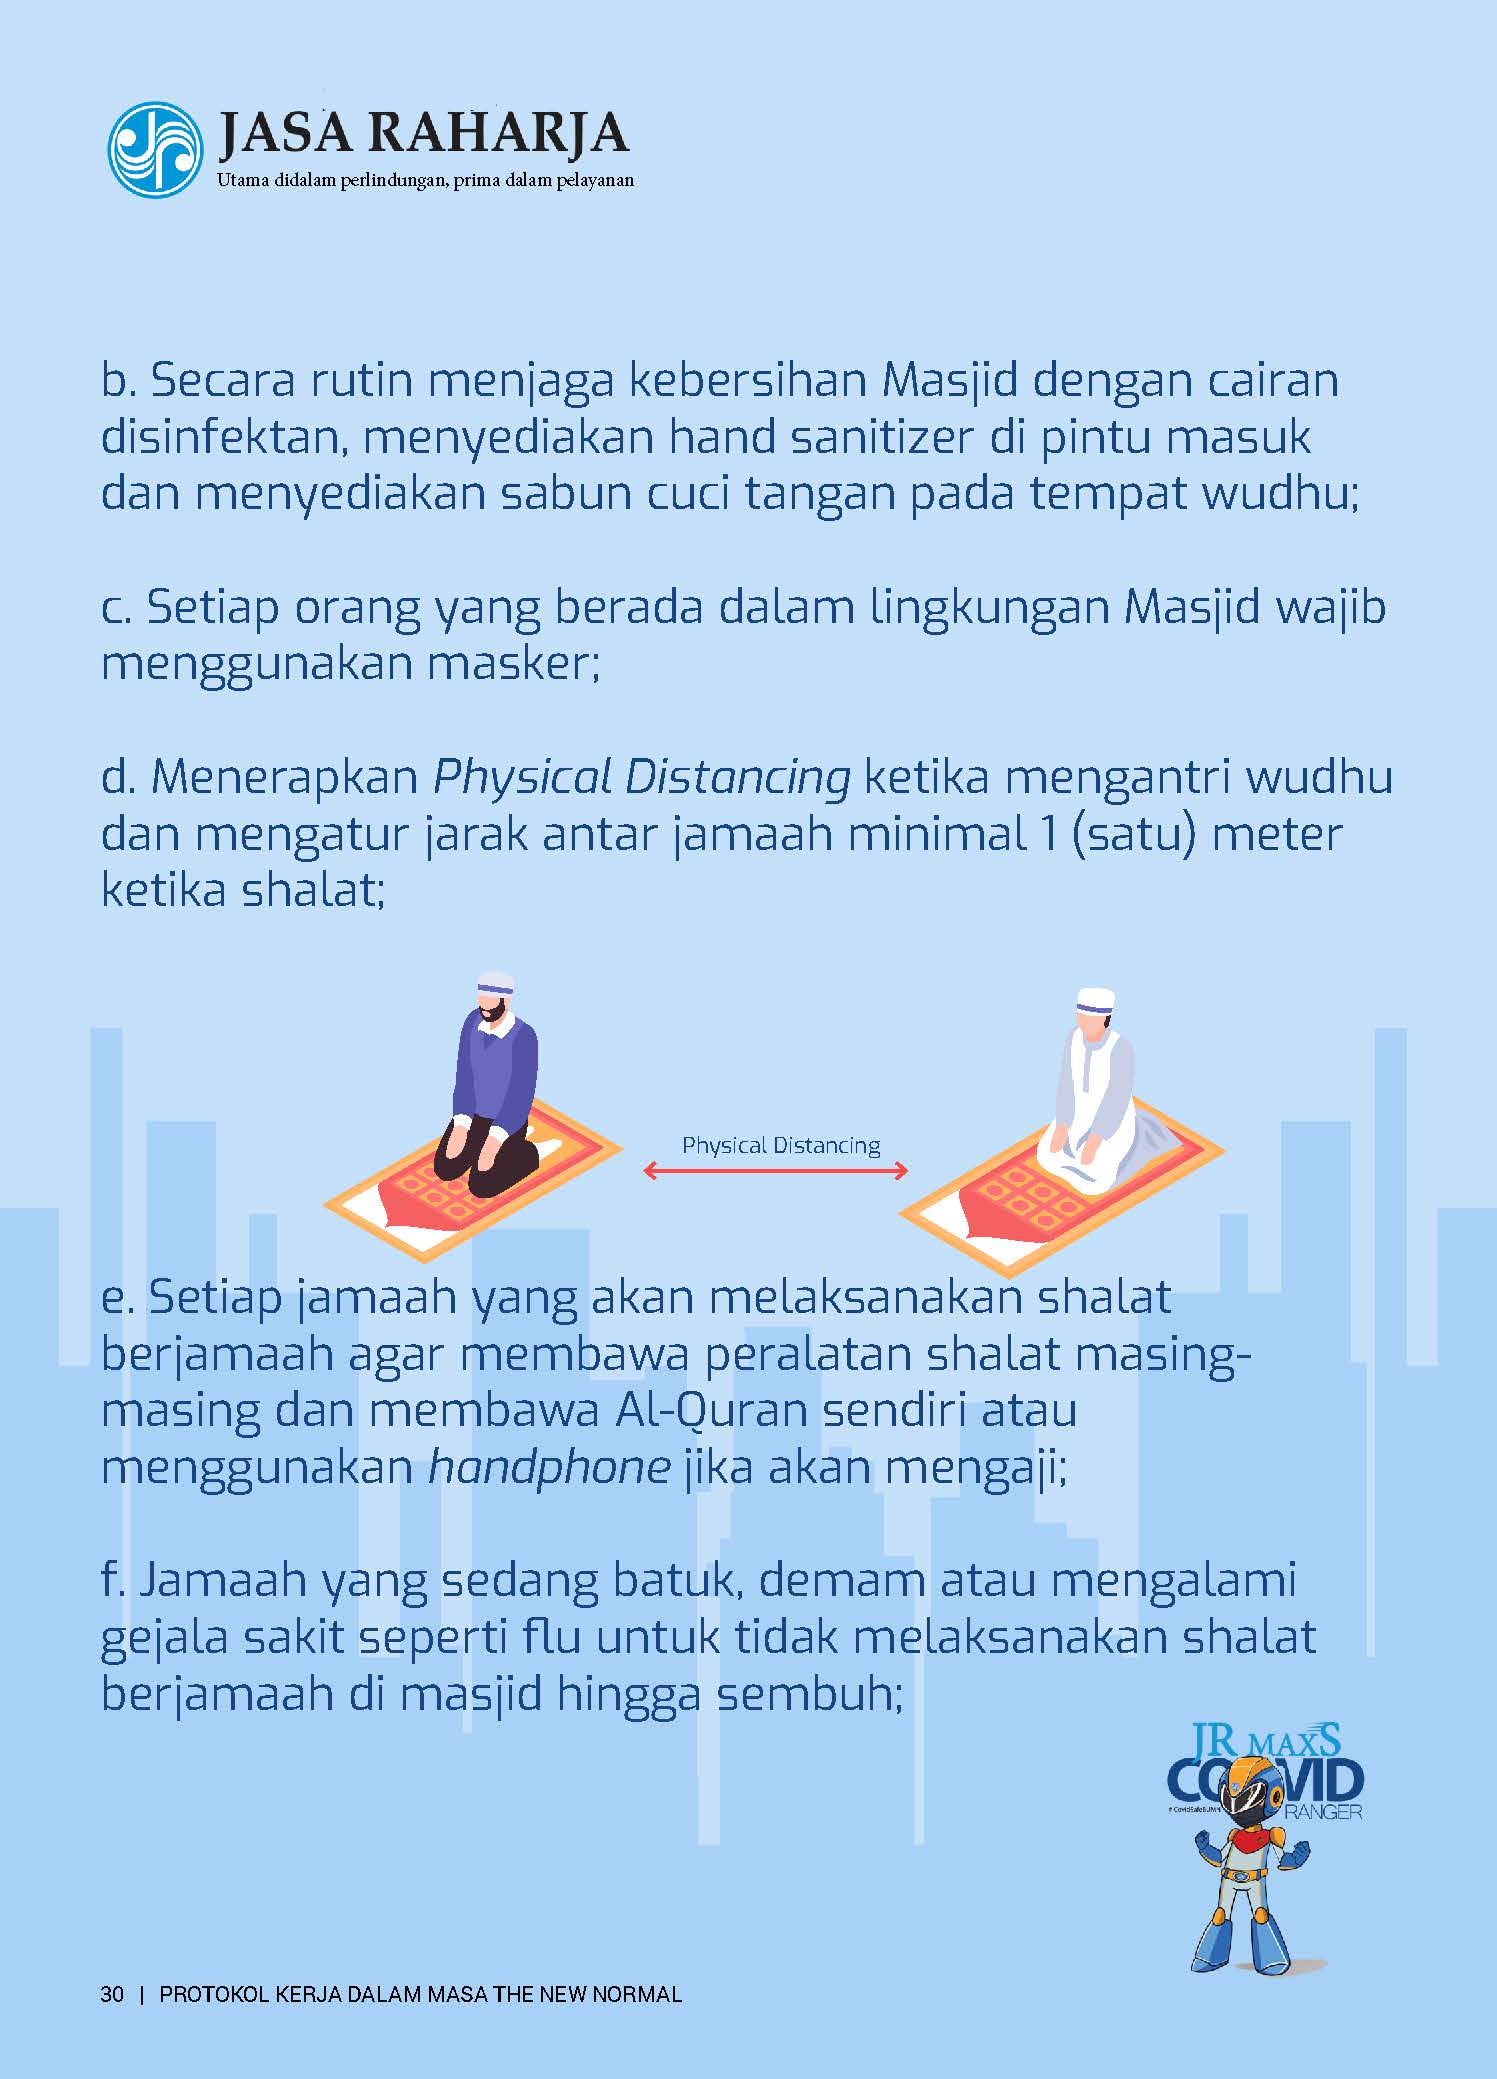 JASA RAHARJA
Utama didalam perlindungan, prima dalam pelayanan
b. Secara rutin menjaga kebersihan Masjid dengan cairan
disinfektan, menyediakan hand sanitizer di pintu masuk
dan menyediakan sabun cuci tangan pada tempat wudhu;
c. Setiap orang yang berada dalam lingkungan Masjid wajib
menggunakan masker;
d. Menerapkan Physical Distancing ketika mengantri wudhu
dan mengatur jarak antar jamaah minimal 1 (satu) meter
ketika shalat;
Physical Distancing
e. Setiap jamaah yang akan melaksanakan shalat
berjamaah agar membawa peralatan shalat masing-
masing dan membawa Al-Quran sendiri atau
menggunakan handphone jika akan mengaji;
f. Jamaah yang sedang batuk, demam atau mengalami
gejala sakit seperti flu untuk tidak melaksanakan shalat
berjamaah di masjid hingga sembuh;
JR MAXS
COVID
#CovidSafeBUMN
RANGER
30 | PROTOKOL KERJA DALAM MASA THE NEW NORMAL